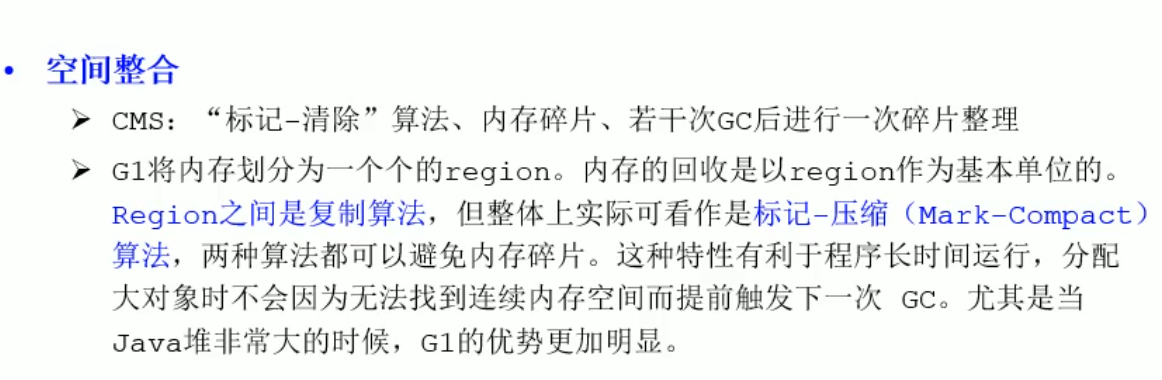 • 空间整合
➢ CMS：“标记-清除”算法、内存碎片、若干次GC后进行一次碎片整理
➢ G1将内存划分为一个个的region。内存的回收是以region作为基本单位的。
Region之间是复制算法，但整体上实际可看作是标记-压缩（Mark-Compact）
算法，两种算法都可以避免内存碎片。这种特性有利于程序长时间运行，分配
大对象时不会因为无法找到连续内存空间而提前触发下一次 GC。尤其是当
Java堆非常大的时候，G1的优势更加明显。